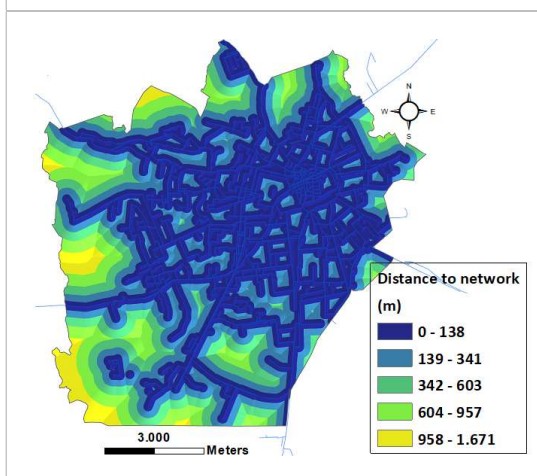 N
W E
S
Distance to network
(m)
0 - 138
139 - 341
342 - 603
604 - 957
958 - 1.671
3.000
Meters